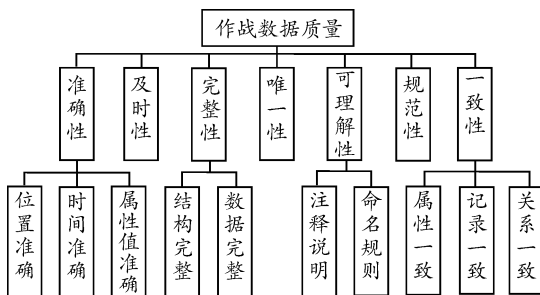 作战数据质量
准确性
及时性
完整性
唯一性
可理解性
规范性
一致性
位置准确
时间准确
属性值准确
结构完整
数据完整
注释说明
命名规则
属性一致
记录一致
关系一致